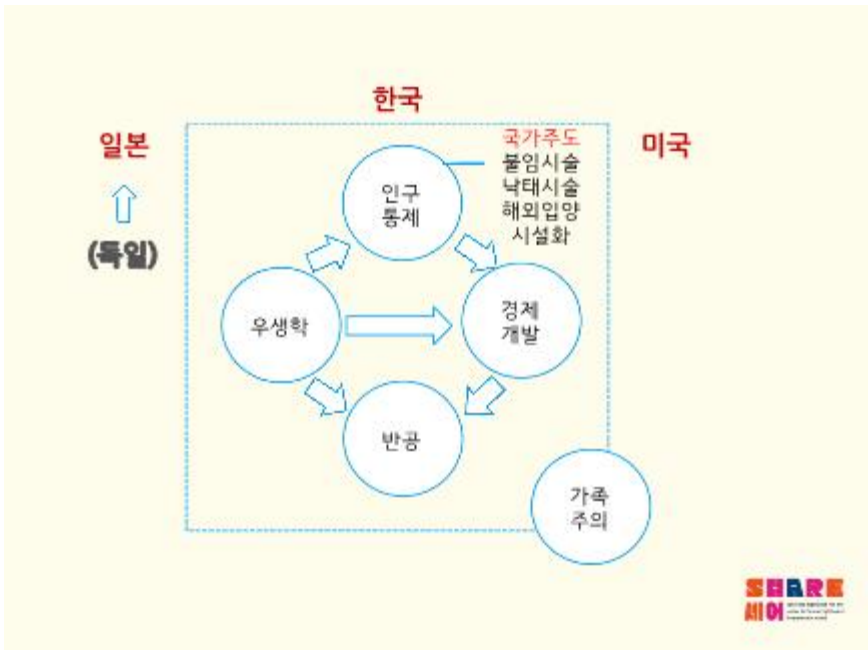 한국
일본
미국
(독일)
국가주도
불임시술
낙태시술
해외입양
시설화
인구
통제
우생학
경제
개발
반공
가족
주의
SHARE
셰어